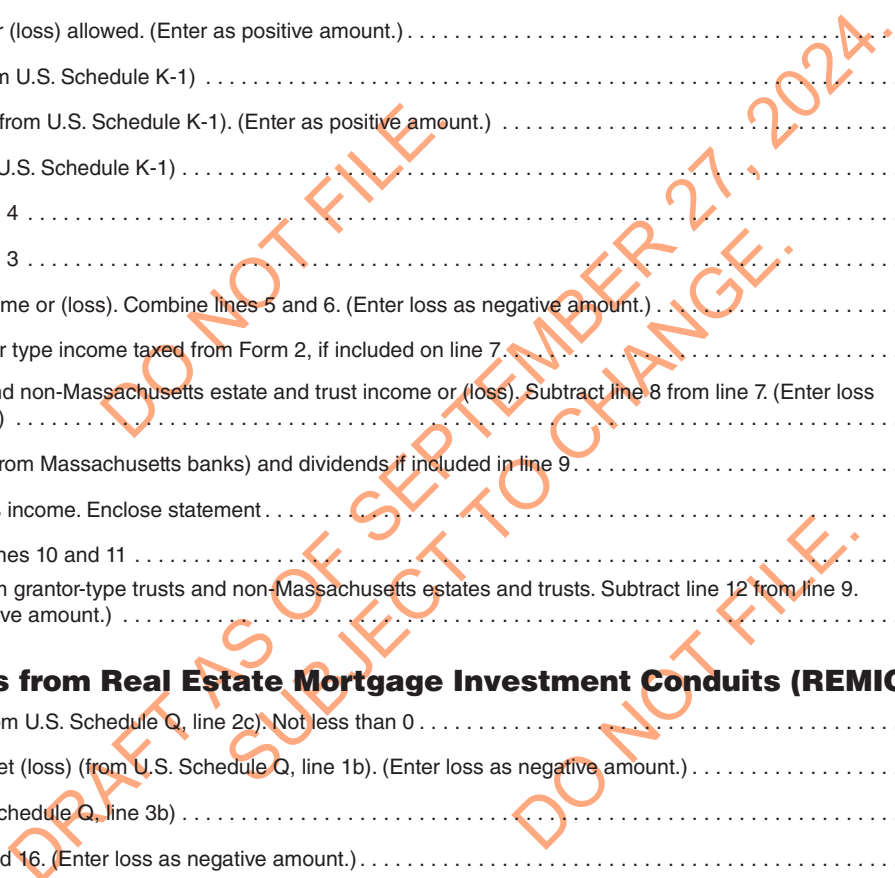 r (loss) allowed. (Enter as positive amount.) . . . . . . . . . . . . . . . . . . . . . . . . . . . . . . . . . . . . . . . . .
m U.S. Schedule K-1) . . . . . . . . . . . . . . . . . . . . . . . . . . . . . . . . . . . . . . . . . . . . . . . . . . . . . . . . . .
from U.S. Schedule K-1). (Enter as positive amount.) . . . . . . . . . . . . . . . . . . . . . . . . . . . . . . . . .
U.S. Schedule K-1) . . . . . . . . . . . . . . . . . . . . . . . . . . . . . . . . . . . . . . . . . . . . . . . . . . . . . . . . . . . .
4 . . . . . . . . . . . . . . . . . . . . . . . . . . . . . . . . . . . . . . . . . . . . . . . . . . . . . . . . . . . . . . . . . . . . . . . . .
3 . . . . . . . . . . . . . . . . . . . . . . . . . . . . . . . . . . . . . . . . . . . . . . . . . . . . . . . . . . . . . . . . . . . . . . . . .
me or (loss). Combine lines 5 and 6. (Enter loss as negative amount.) . . . . . . . . . . . . . . . . . . . .
r type income taxed from Form 2, if included on line 7. . . . . . . . . . . . . . . . . . . . . . . . . . . . . . . . .
nd non-Massachusetts estate and trust income or (loss). Subtract line 8 from line 7. (Enter loss
) . . . . . . . . . . . . . . . . . . . . . . . . . . . . . . . . . . . . . . . . . . . . . . . . . . . . . . . . . . . . . . . . . . . . . . . . . .
from Massachusetts banks) and dividends if included in line 9 . . . . . . . . . . . . . . . . . . . . . . . . . . .
s income. Enclose statement . . . . . . . . . . . . . . . . . . . . . . . . . . . . . . . . . . . . . . . . . . . . . . . . . . . . .
nes 10 and 11 . . . . . . . . . . . . . . . . . . . . . . . . . . . . . . . . . . . . . . . . . . . . . . . . . . . . . . . . . . . . . . . .
m grantor-type trusts and non-Massachusetts estates and trusts. Subtract line 12 from line 9.
ve amount.) . . . . . . . . . . . . . . . . . . . . . . . . . . . . . . . . . . . . . . . . . . . . . . . . . . . . . . . . . . . . . . . . .
s from Real Estate Mortgage Investment Conduits (REMIC
om U.S. Schedule Q, line 2c). Not less than 0 . . . . . . . . . . . . . . . . . . . . . . . . . . . . . . . . . . . . . . . .
et (loss) (from U.S. Schedule Q, line 1b). (Enter loss as negative amount.) . . . . . . . . . . . . . . . . .
chedule Q, line 3b) . . . . . . . . . . . . . . . . . . . . . . . . . . . . . . . . . . . . . . . . . . . . . . . . . . . . . . . . . . . .
d 16. (Enter loss as negative amount.) . . . . . . . . . . . . . . . . . . . . . . . . . . . . . . . . . . . . . . . . . . . . .
DO NOT FILE.
DRAFT AS OF SEPTEMBER 27, 2024.
SUBJECT TO CHANGE.
DO NOT FILE.